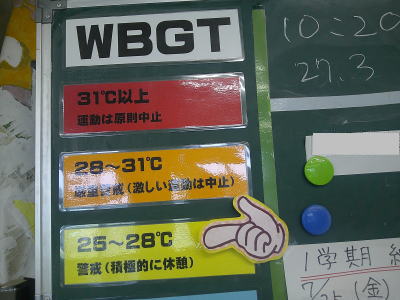 WBGT
10:20
27.3
31℃以上
運動は原則中止
28〜31℃
厳重警戒(激しい運動は中止)
25〜28℃
警戒(積極的に休憩)
1学期
(金)